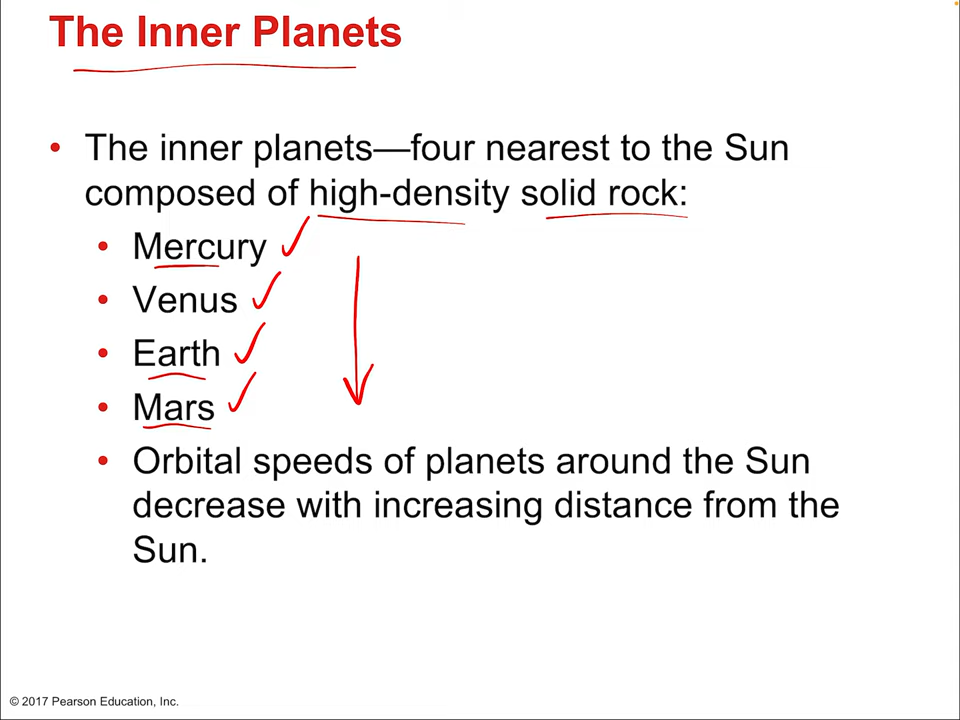 The Inner Planets
• The inner planets—four nearest to the Sun
composed of high-density solid rock:
• Mercury
• Venus
• Earth
• Mars
• Orbital speeds of planets around the Sun
decrease with increasing distance from the
Sun.
© 2017 Pearson Education, Inc.